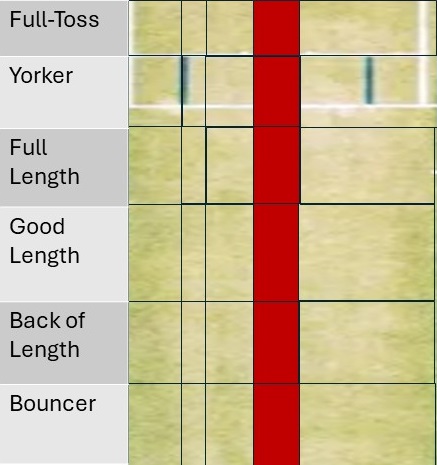 Full-Toss
Yorker
Full
Length
Good
Length
Back of
Length
Bouncer